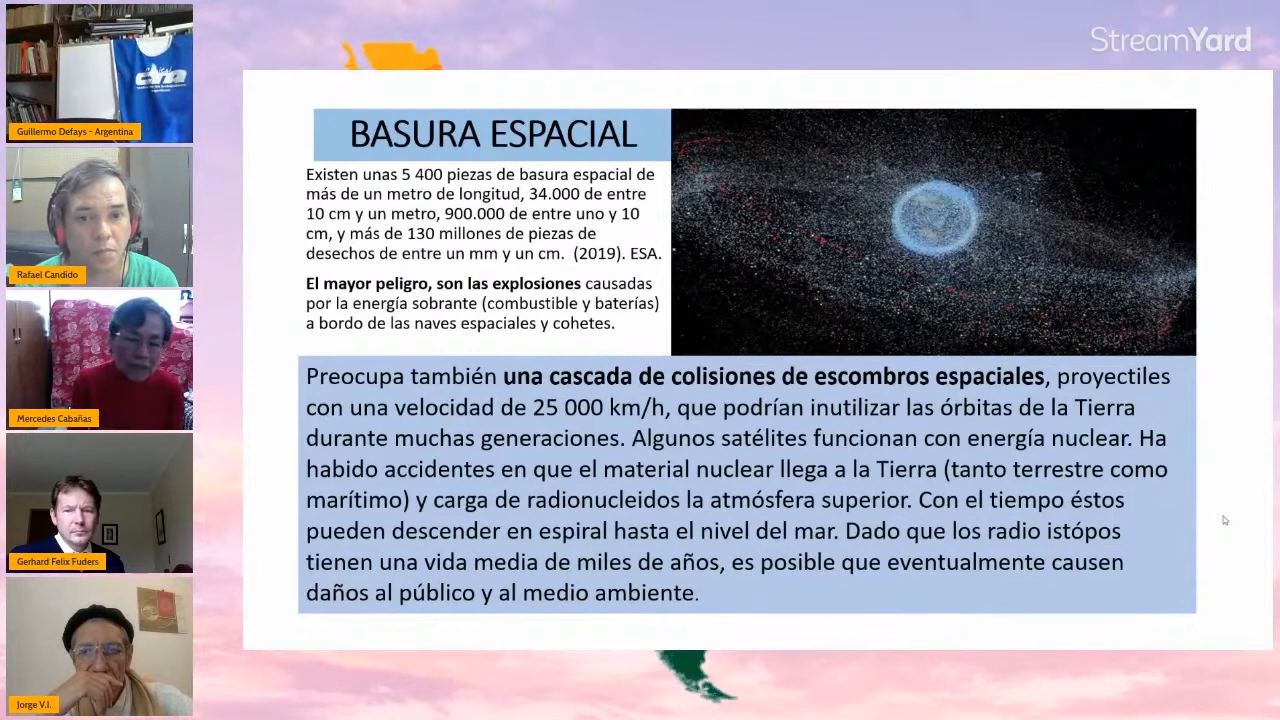 StreamYard
Guillermo Defays - Argentina
Rafael Candido
Mercedes Cabañas
Gerhard Felix Fuders
Jorge V.I.
BASURA ESPACIAL
Existen unas 5 400 piezas de basura espacial de
más de un metro de longitud, 34.000 de entre
10 cm y un metro, 900.000 de entre uno y 10
cm, y más de 130 millones de piezas de
desechos de entre un mm y un cm. (2019). ESA.
El mayor peligro, son las explosiones causadas
por la energía sobrante (combustible y baterías)
a bordo de las naves espaciales y cohetes.
Preocupa también una cascada de colisiones de escombros espaciales, proyectiles
con una velocidad de 25 000 km/h, que podrían inutilizar las órbitas de la Tierra
durante muchas generaciones. Algunos satélites funcionan con energía nuclear. Ha
habido accidentes en que el material nuclear llega a la Tierra (tanto terrestre como
marítimo) y carga de radionucleidos la atmósfera superior. Con el tiempo éstos
pueden descender en espiral hasta el nivel del mar. Dado que los radio istópos
tienen una vida media de miles de años, es posible que eventualmente causen
daños al público y al medio ambiente.